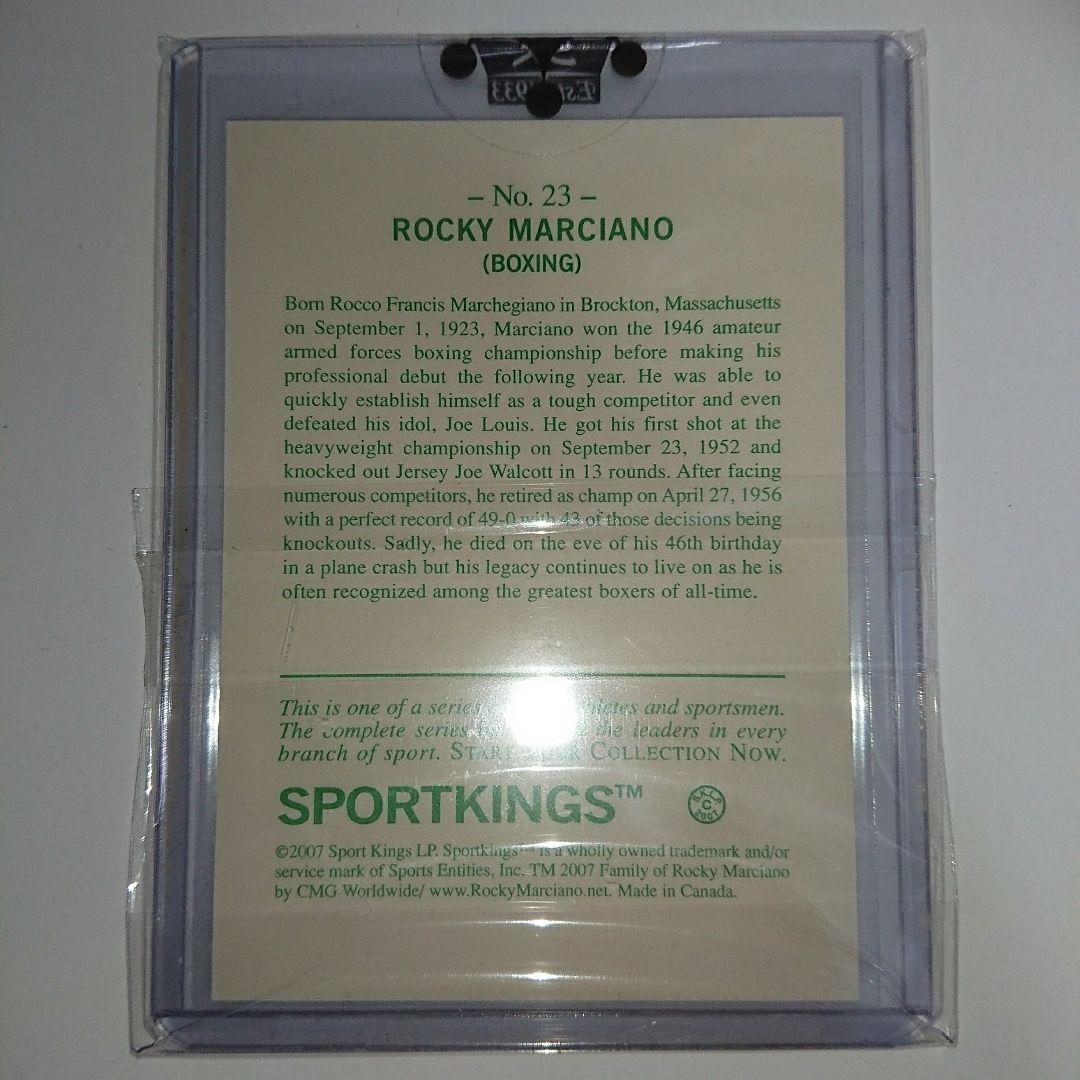 – No. 23 –
ROCKY MARCIANO
(BOXING)
Born Rocco Francis Marchegiano in Brockton, Massachusetts
on September 1, 1923, Marciano won the 1946 amateur
armed forces boxing championship before making his
professional debut the following year. He was able to
quickly establish himself as a tough competitor and even
defeated his idol, Joe Louis. He got his first shot at the
heavyweight championship on September 23, 1952 and
knocked out Jersey Joe Walcott in 13 rounds. After facing
numerous competitors, he retired as champ on April 27, 1956
with a perfect record of 49-0 with 43 of those decisions being
knockouts. Sadly, he died on the eve of his 46th birthday
in a plane crash but his legacy continues to live on as he is
often recognized among the greatest boxers of all-time.
This is one of a series athletes and sportsmen.
The complete series the leaders in every
branch of sport. START YOUR COLLECTION NOW.
SPORTKINGS™
S.K.L.P. C 2007
©2007 Sport Kings LP. Sportkings™ is a wholly owned trademark and/or
service mark of Sports Entities, Inc. TM 2007 Family of Rocky Marciano
by CMG Worldwide/ www.RockyMarciano.net. Made in Canada.